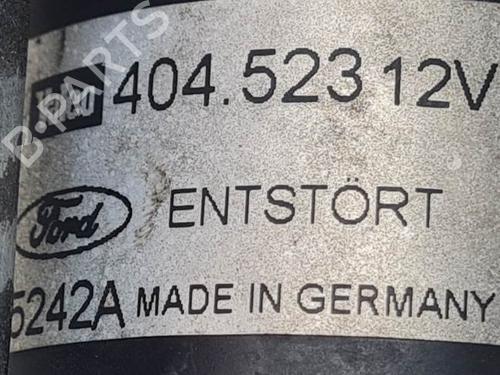 404.523 12V
Ford ENTSTÖRT
5242A MADE IN GERMANY
B-PARTS